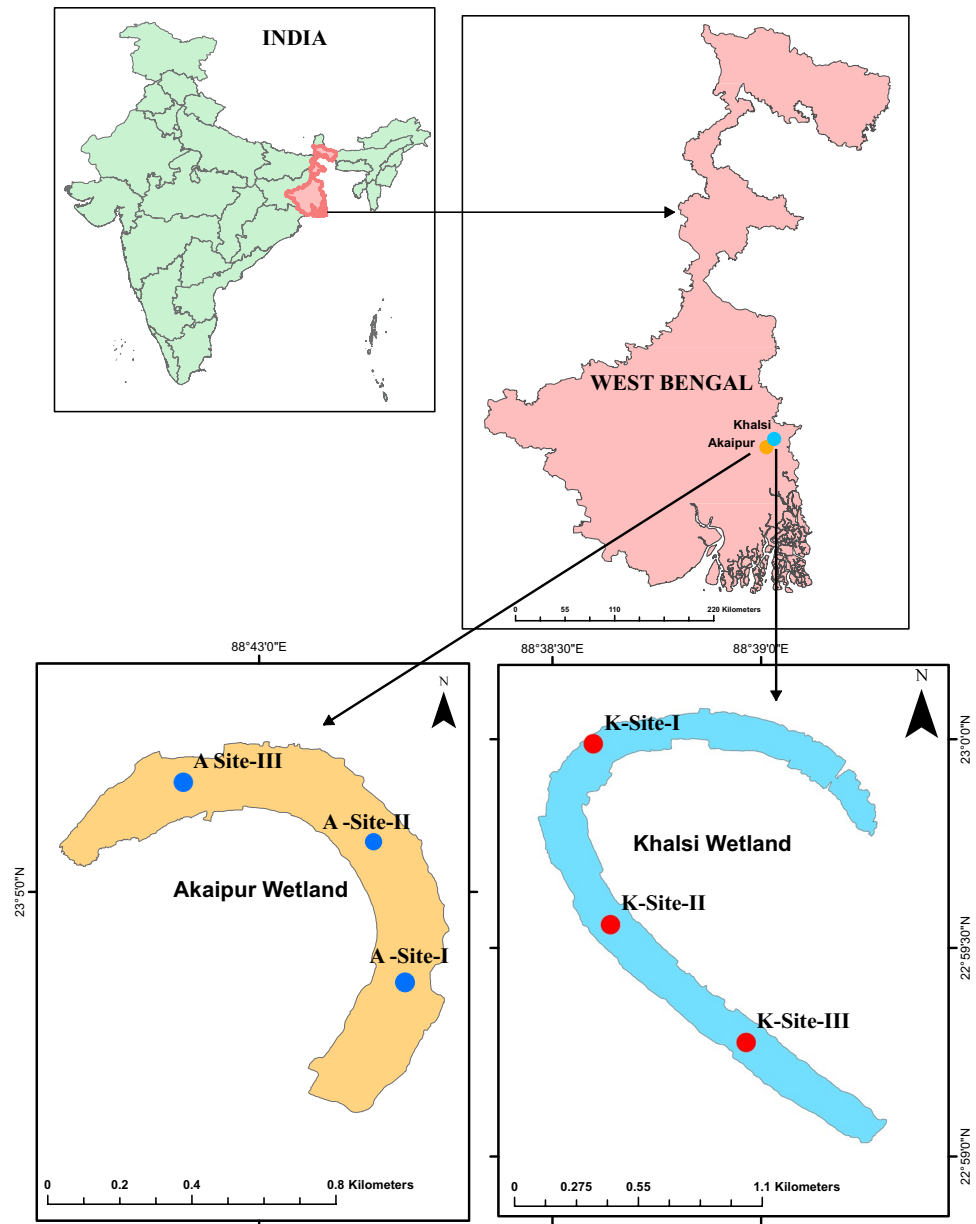 INDIA
WEST BENGAL
Khalsi
Akaipur
0 55 110 220 Kilometers
88°43'0"E
N
A Site-III
A -Site-II
Akaipur Wetland
A -Site-I
23°5'0"N
0 0.2 0.4 0.8 Kilometers
88°38'30"E 88°39'0"E
N
K-Site-I
Khalsi Wetland
K-Site-II
K-Site-III
23°0'0"N
22°59'30"N
22°59'0"N
0 0.275 0.55 1.1 Kilometers